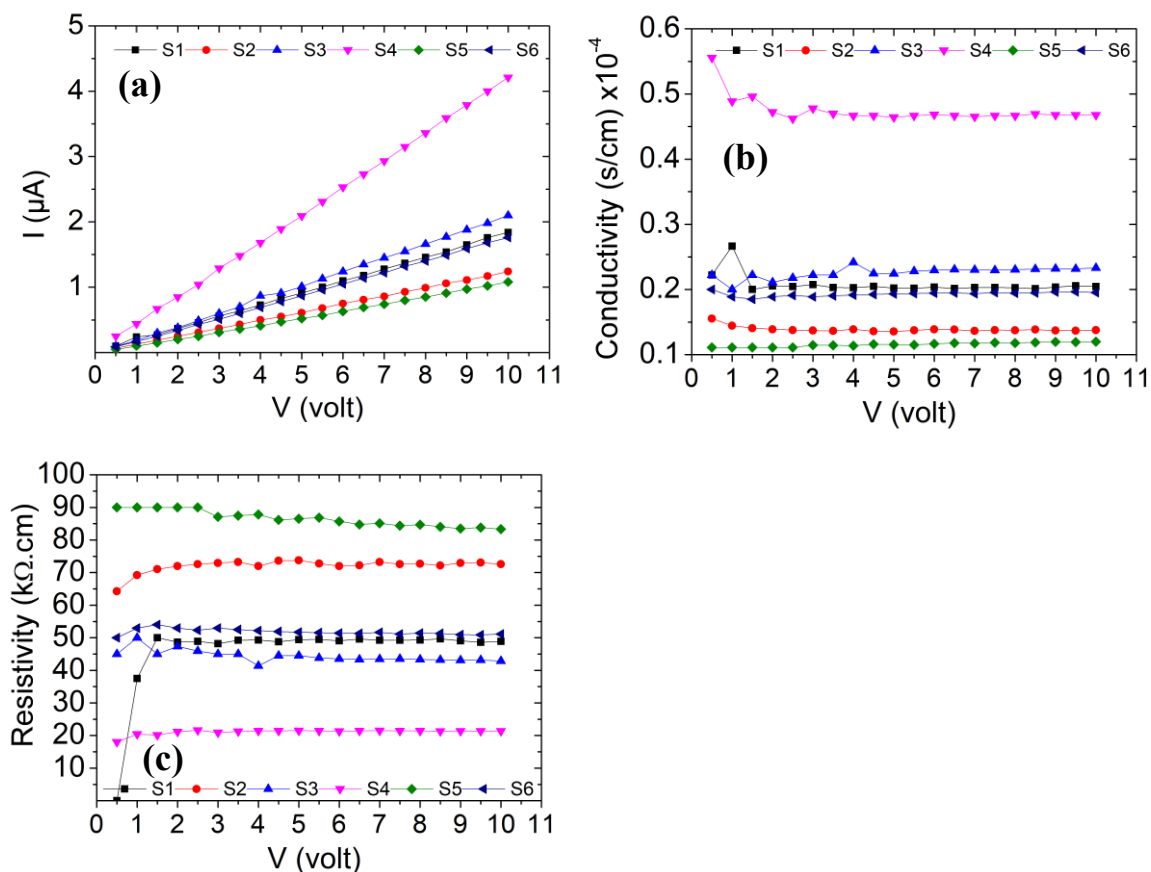 5
4
3
2
1
I (µA)
S1 S2 S3 S4 S5 S6
(a)
0 1 2 3 4 5 6 7 8 9 10 11
V (volt)
0.6
0.5
0.4
0.3
0.2
0.1
Conductivity (s/cm) x10⁻⁴
S1 S2 S3 S4 S5 S6
(b)
0 1 2 3 4 5 6 7 8 9 10 11
V (volt)
100
90
80
70
60
50
40
30
20
10
Resistivity (kΩ.cm)
(c)
S1 S2 S3 S4 S5 S6
0 1 2 3 4 5 6 7 8 9 10 11
V (volt)